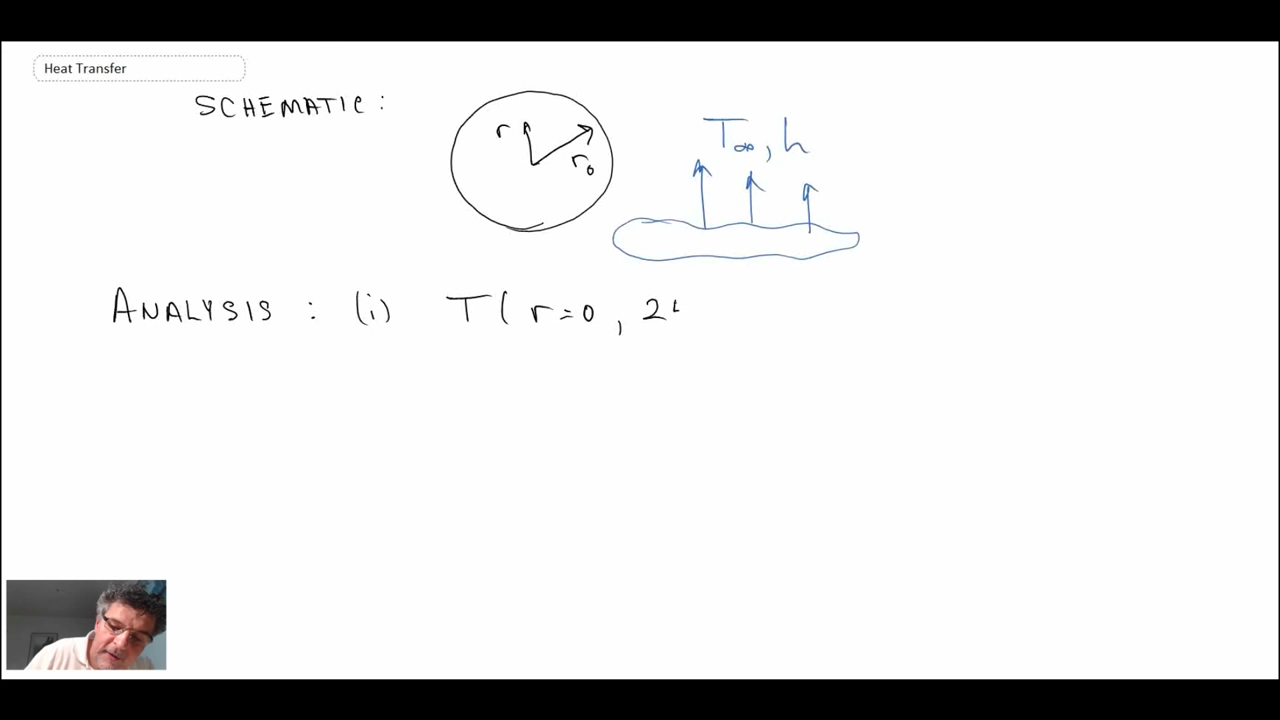 Heat Transfer
SCHEMATIC:
r
r₀
T∞, h
ANALYSIS : (i) T( r=0 , 2